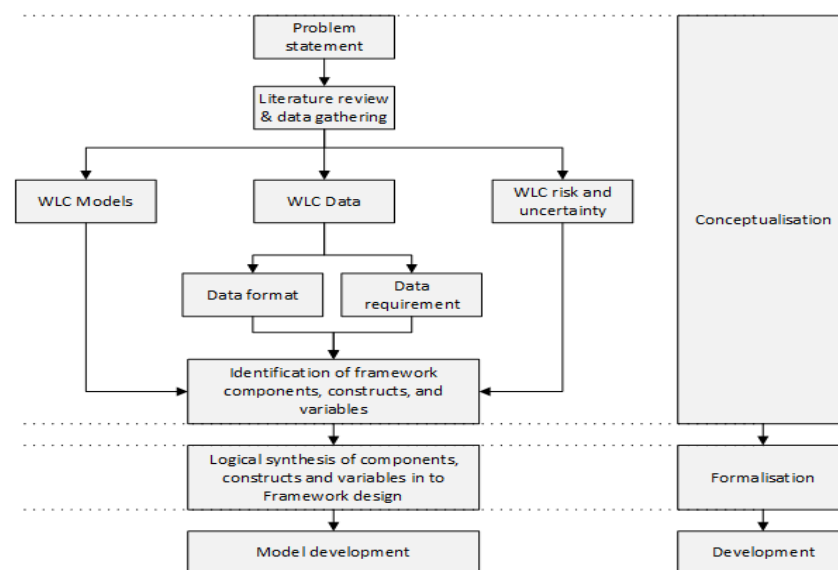 Problem
statement
Literature review
& data gathering
WLC Models
WLC Data
WLC risk and
uncertainty
Conceptualisation
Data format
Data
requirement
Identification of framework
components, constructs, and
variables
Logical synthesis of components,
constructs and variables in to
Framework design
Formalisation
Model development
Development